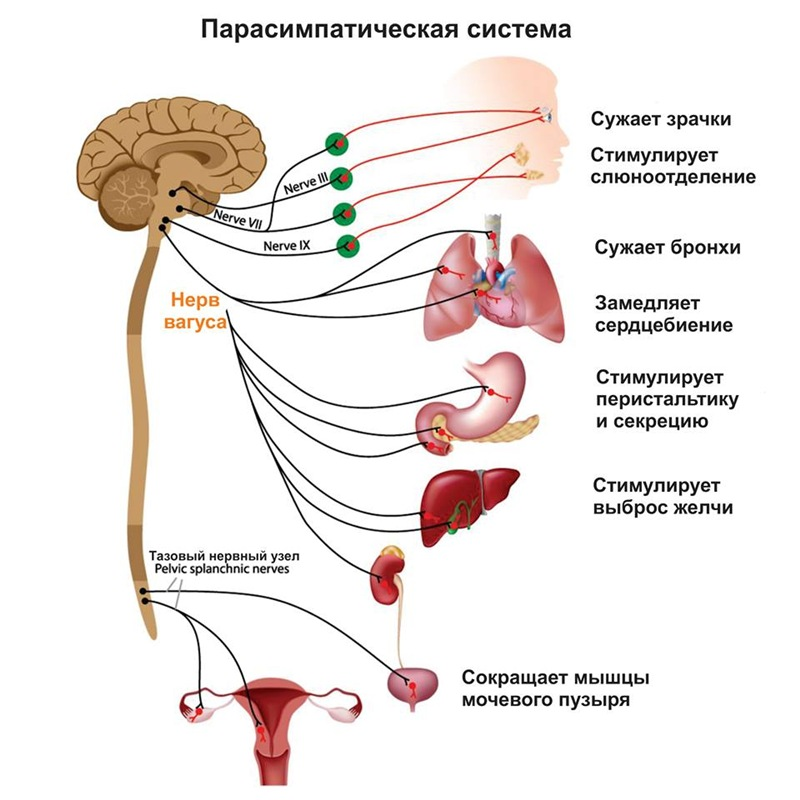 Парасимпатическая система
Сужает зрачки
Стимулирует
слюноотделение
Nerve III
Nerve VII
Nerve IX
Сужает бронхи
Нерв
вагуса
Замедляет
сердцебиение
Стимулирует
перистальтику
и секрецию
Стимулирует
выброс желчи
Тазовый нервный узел
Pelvic splanchnic nerves
Сокращает мышцы
мочевого пузыря